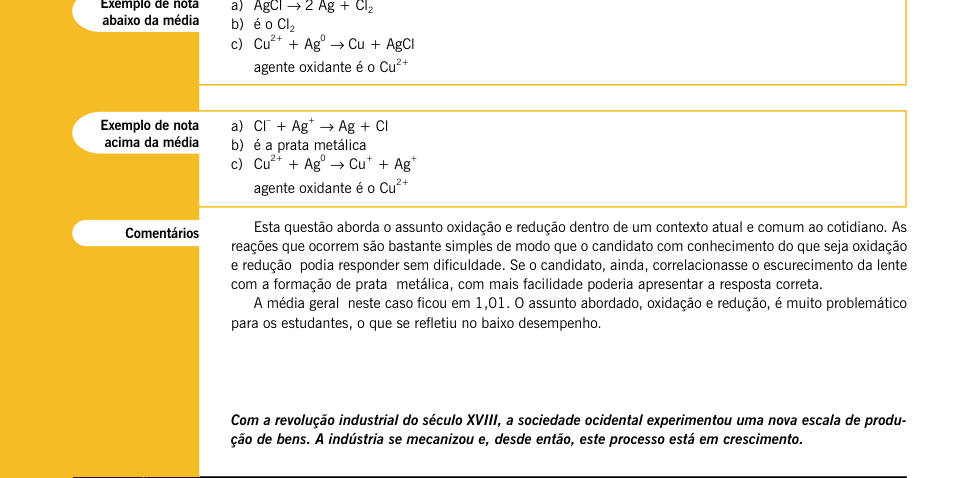 Exemplo de nota
abaixo da média
a) AgCl → 2 Ag + Cl₂
b) é o Cl₂
c) Cu²⁺ + Ag⁰ → Cu + AgCl
agente oxidante é o Cu²⁺
Exemplo de nota
acima da média
a) Cl⁻ + Ag⁺ → Ag + Cl
b) é a prata metálica
c) Cu²⁺ + Ag⁰ → Cu⁺ + Ag⁺
agente oxidante é o Cu²⁺
Comentários
Esta questão aborda o assunto oxidação e redução dentro de um contexto atual e comum ao cotidiano. As
reações que ocorrem são bastante simples de modo que o candidato com conhecimento do que seja oxidação
e redução podia responder sem dificuldade. Se o candidato, ainda, correlacionasse o escurecimento da lente
com a formação de prata metálica, com mais facilidade poderia apresentar a resposta correta.
A média geral neste caso ficou em 1,01. O assunto abordado, oxidação e redução, é muito problemático
para os estudantes, o que se refletiu no baixo desempenho.
Com a revolução industrial do século XVIII, a sociedade ocidental experimentou uma nova escala de produ-
ção de bens. A indústria se mecanizou e, desde então, este processo está em crescimento.